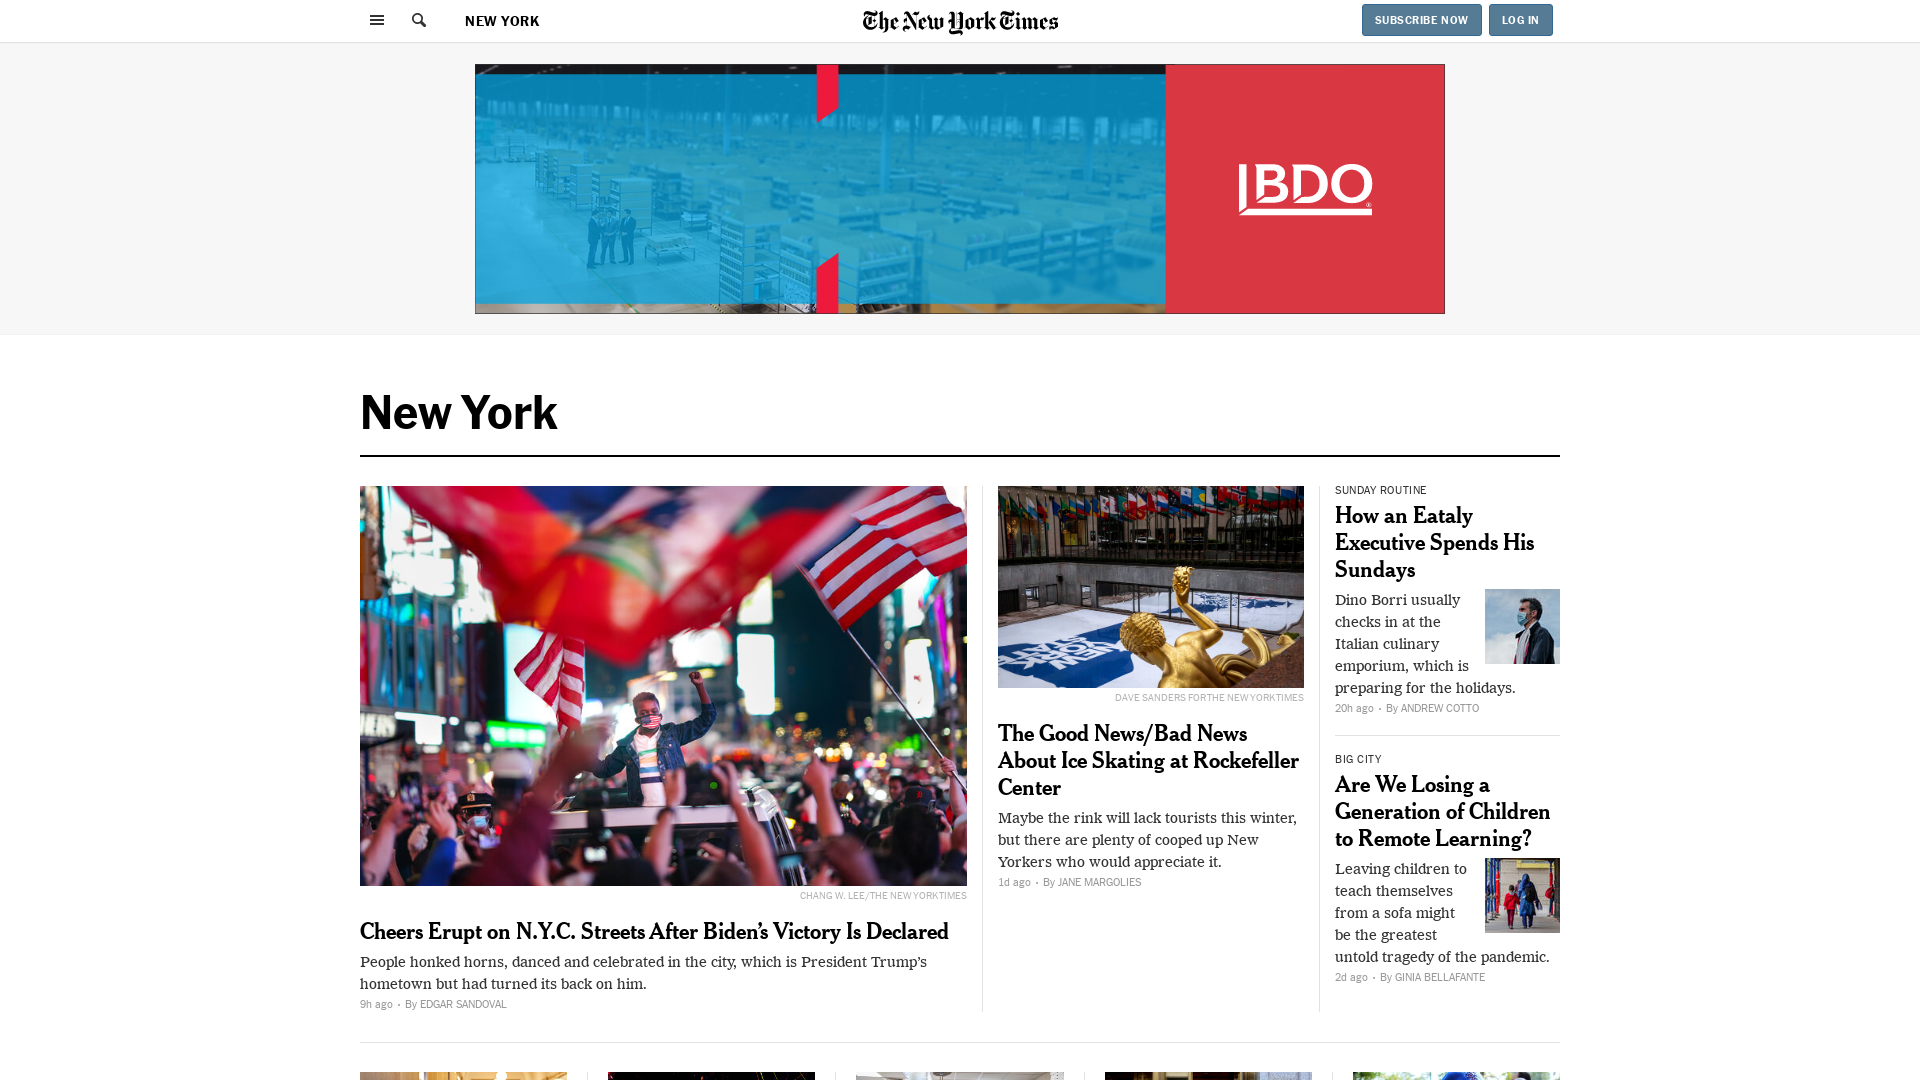 NEW YORK
The New York Times
SUBSCRIBE NOW
LOG IN
BDO
New York
CHANG W. LEE/THE NEW YORK TIMES
Cheers Erupt on N.Y.C. Streets After Biden’s Victory Is Declared
People honked horns, danced and celebrated in the city, which is President Trump’s
hometown but had turned its back on him.
9h ago • By EDGAR SANDOVAL
DAVE SANDERS FOR THE NEW YORK TIMES
The Good News/Bad News
About Ice Skating at Rockefeller
Center
Maybe the rink will lack tourists this winter,
but there are plenty of cooped up New
Yorkers who would appreciate it.
1d ago • By JANE MARGOLIES
SUNDAY ROUTINE
How an Eataly
Executive Spends His
Sundays
Dino Borri usually
checks in at the
Italian culinary
emporium, which is
preparing for the holidays.
20h ago • By ANDREW COTTO
BIG CITY
Are We Losing a
Generation of Children
to Remote Learning?
Leaving children to
teach themselves
from a sofa might
be the greatest
untold tragedy of the pandemic.
2d ago • By GINIA BELLAFANTE